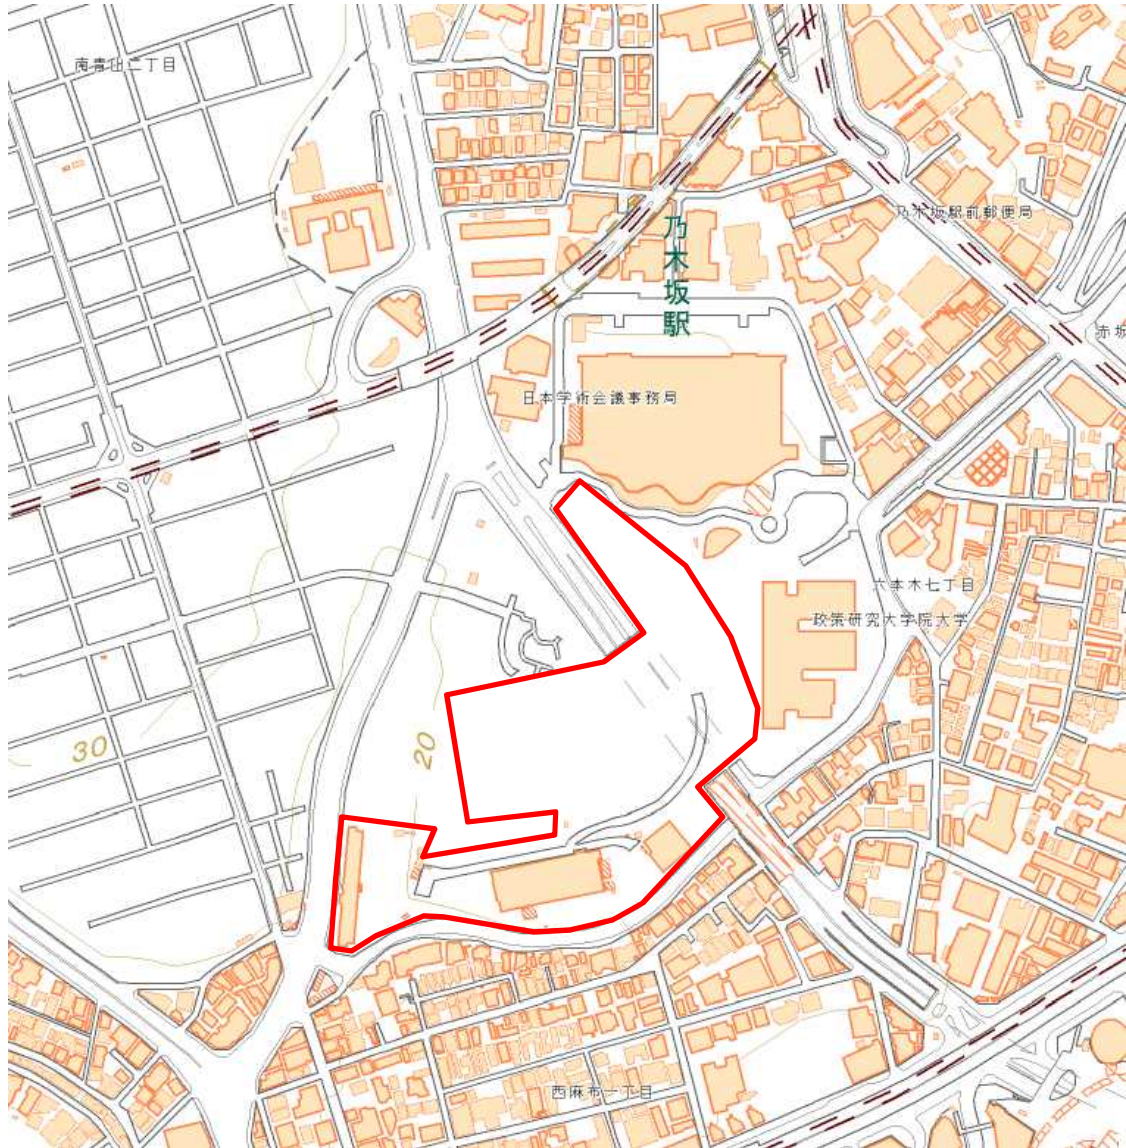 南青山二丁目
乃木坂駅前郵便局
乃木坂駅
赤坂
日本学術会議事務局
六本木七丁目
政策研究大学院大学
30
20
西麻布一丁目